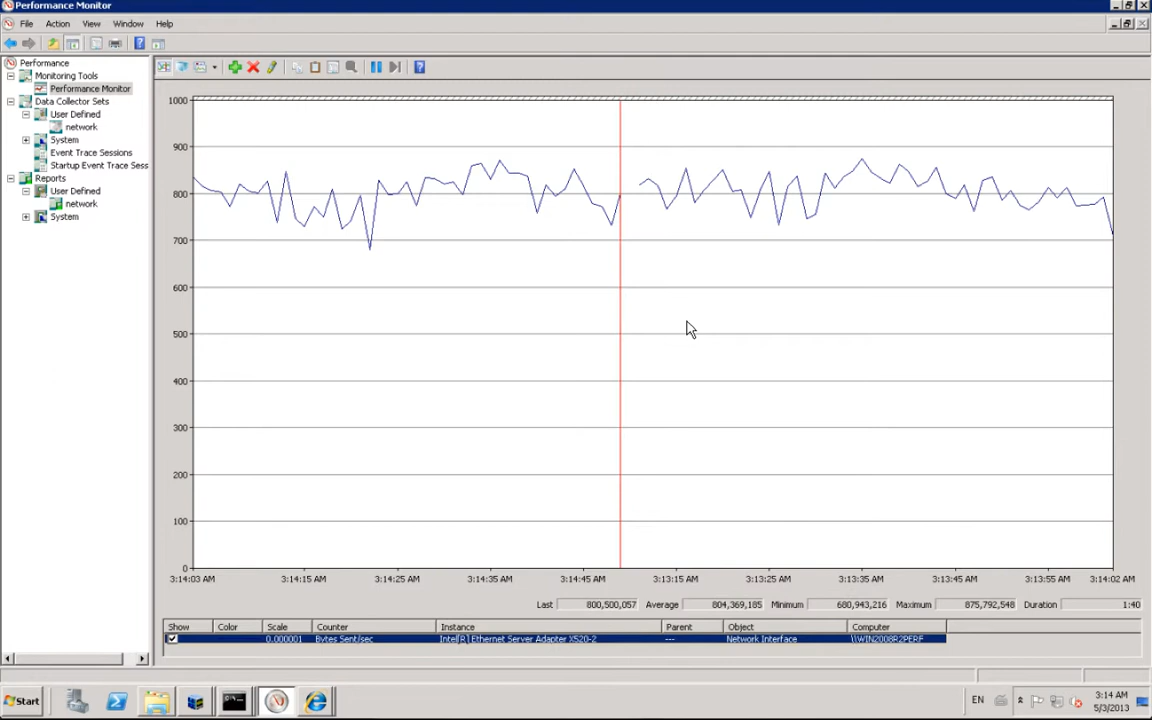 Performance Monitor
File Action View Window Help
Performance
Monitoring Tools
Performance Monitor
Data Collector Sets
User Defined
network
System
Event Trace Sessions
Startup Event Trace Sess
Reports
User Defined
network
System
1000
900
800
700
600
500
400
300
200
100
0
3:14:03 AM 3:14:15 AM 3:14:25 AM 3:14:35 AM 3:14:45 AM 3:13:15 AM 3:13:25 AM 3:13:35 AM 3:13:45 AM 3:13:55 AM 3:14:02 AM
Last 800,500,057 Average 804,369,185 Minimum 680,943,216 Maximum 875,792,548 Duration 1:40
Show Color Scale Counter Instance Parent Object Computer
0.000001 Bytes Sent/sec Intel[R] Ethernet Server Adapter X520-2 --- Network Interface \\WIN2008R2PERF
Start EN 3:14 AM
5/3/2013